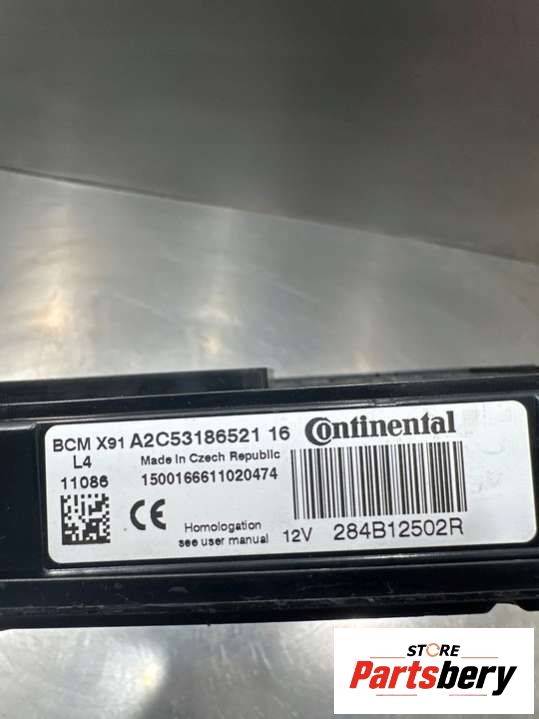 BCM X91 A2C53186521 16 Continental
L4 Made In Czech Republic
11086 1500166611020474
CE
Homologation
see user manual 12V 284B12502R
STORE
Partsbery